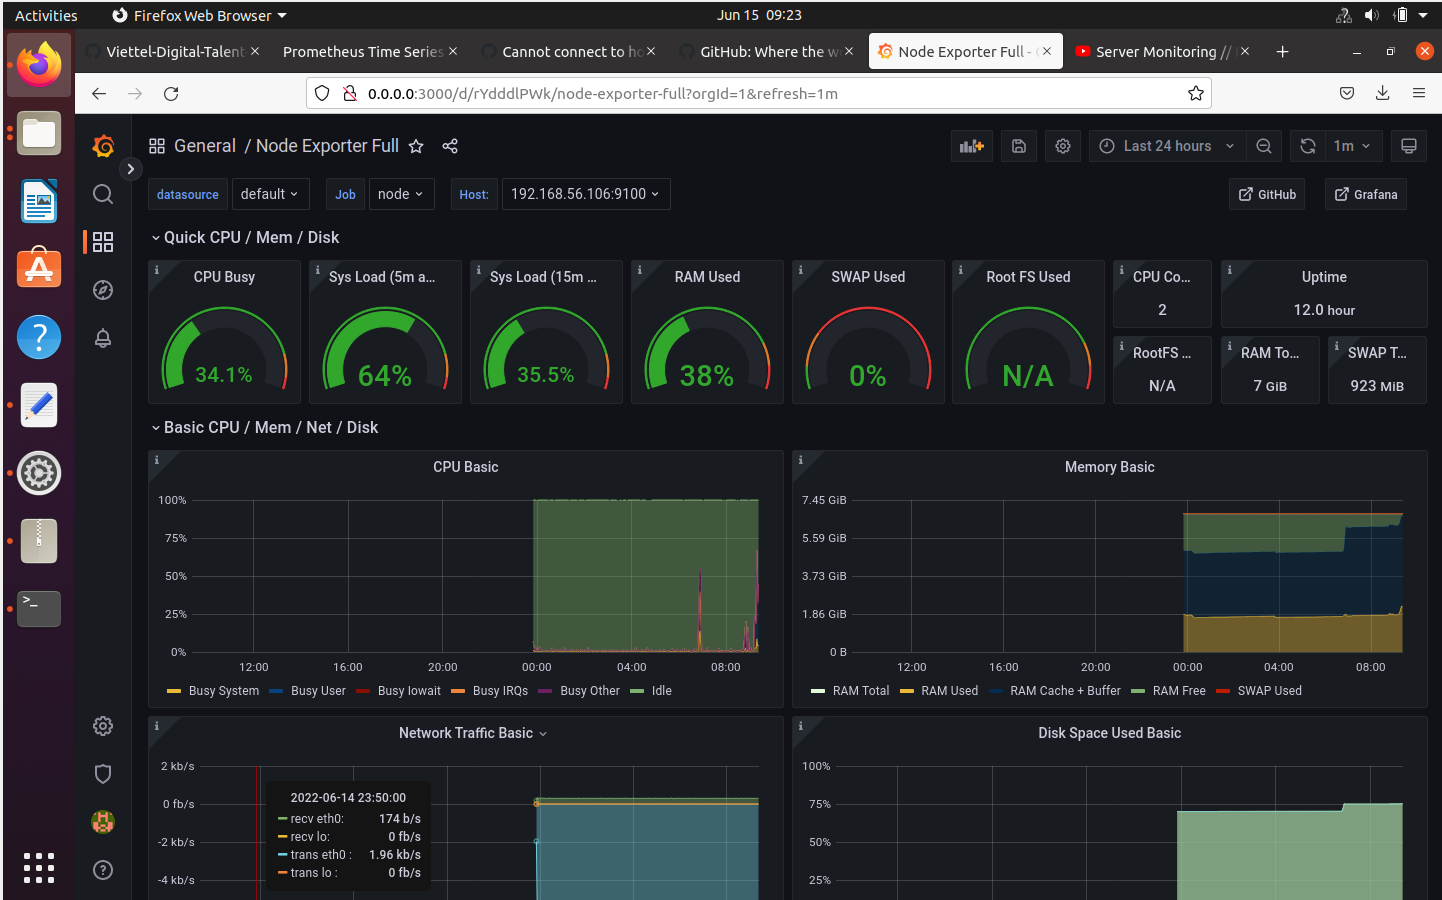 Activities Firefox Web Browser Jun 15 09:23
Viettel-Digital-Talent Prometheus Time Series Cannot connect to ho GitHub: Where the w Node Exporter Full - Server Monitoring //
0.0.0.0:3000/d/rYdddlPWk/node-exporter-full?orgId=1&refresh=1m
General / Node Exporter Full Last 24 hours 1m
datasource default Job node Host: 192.168.56.106:9100 GitHub Grafana
Quick CPU / Mem / Disk
CPU Busy Sys Load (5m a... Sys Load (15m ... RAM Used SWAP Used Root FS Used CPU Co... Uptime
2 12.0 hour
RootFS ... RAM To... SWAP T...
34.1% 64% 35.5% 38% 0% N/A N/A 7 GiB 923 MiB
Basic CPU / Mem / Net / Disk
CPU Basic
100%
75%
50%
25%
0%
12:00 16:00 20:00 00:00 04:00 08:00
Busy System Busy User Busy Iowait Busy IRQs Busy Other Idle
Memory Basic
7.45 GiB
5.59 GiB
3.73 GiB
1.86 GiB
0 B
12:00 16:00 20:00 00:00 04:00 08:00
RAM Total RAM Used RAM Cache + Buffer RAM Free SWAP Used
Network Traffic Basic
2 kb/s
0 fb/s
-2 kb/s
-4 kb/s
2022-06-14 23:50:00
recv eth0: 174 b/s
recv lo: 0 fb/s
trans eth0 : 1.96 kb/s
trans lo : 0 fb/s
Disk Space Used Basic
100%
75%
50%
25%